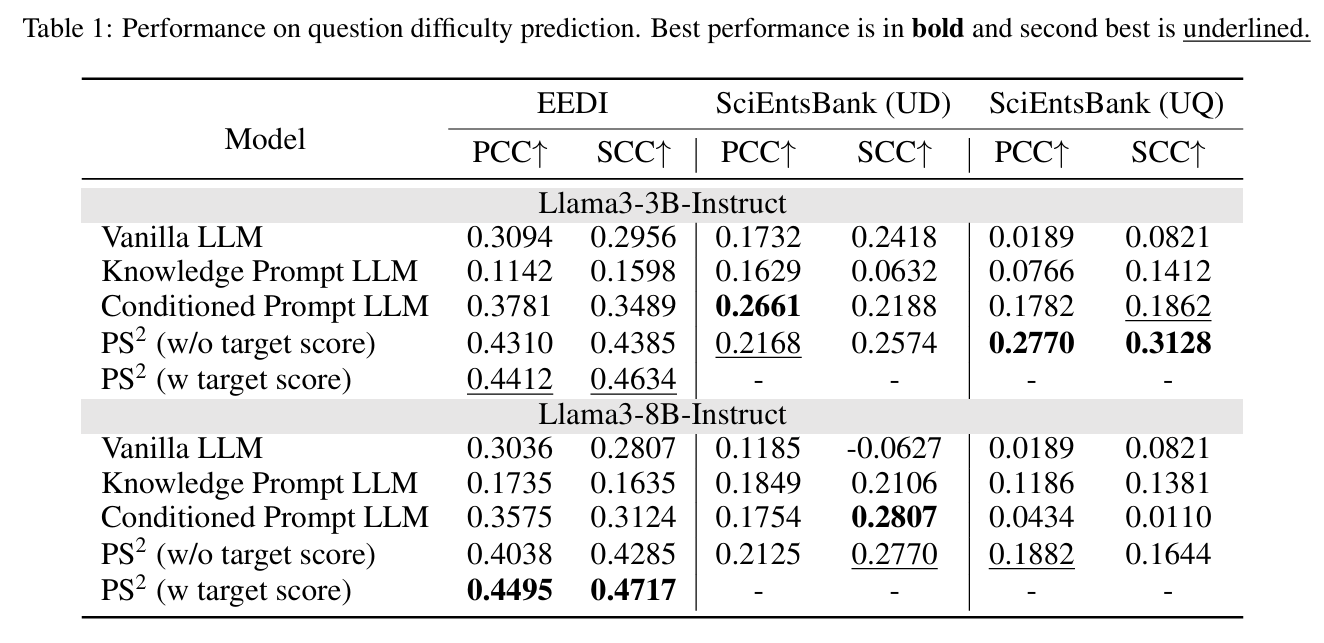 Table 1: Performance on question difficulty prediction. Best performance is in bold and second best is underlined.
EEDI SciEntsBank (UD) SciEntsBank (UQ)
Model
PCC↑ SCC↑ PCC↑ SCC↑ PCC↑ SCC↑
Llama3-3B-Instruct
Vanilla LLM 0.3094 0.2956 0.1732 0.2418 0.0189 0.0821
Knowledge Prompt LLM 0.1142 0.1598 0.1629 0.0632 0.0766 0.1412
Conditioned Prompt LLM 0.3781 0.3489 0.2661 0.2188 0.1782 0.1862
PS² (w/o target score) 0.4310 0.4385 0.2168 0.2574 0.2770 0.3128
PS² (w target score) 0.4412 0.4634 - - - -
Llama3-8B-Instruct
Vanilla LLM 0.3036 0.2807 0.1185 -0.0627 0.0189 0.0821
Knowledge Prompt LLM 0.1735 0.1635 0.1849 0.2106 0.1186 0.1381
Conditioned Prompt LLM 0.3575 0.3124 0.1754 0.2807 0.0434 0.0110
PS² (w/o target score) 0.4038 0.4285 0.2125 0.2770 0.1882 0.1644
PS² (w target score) 0.4495 0.4717 - - - -